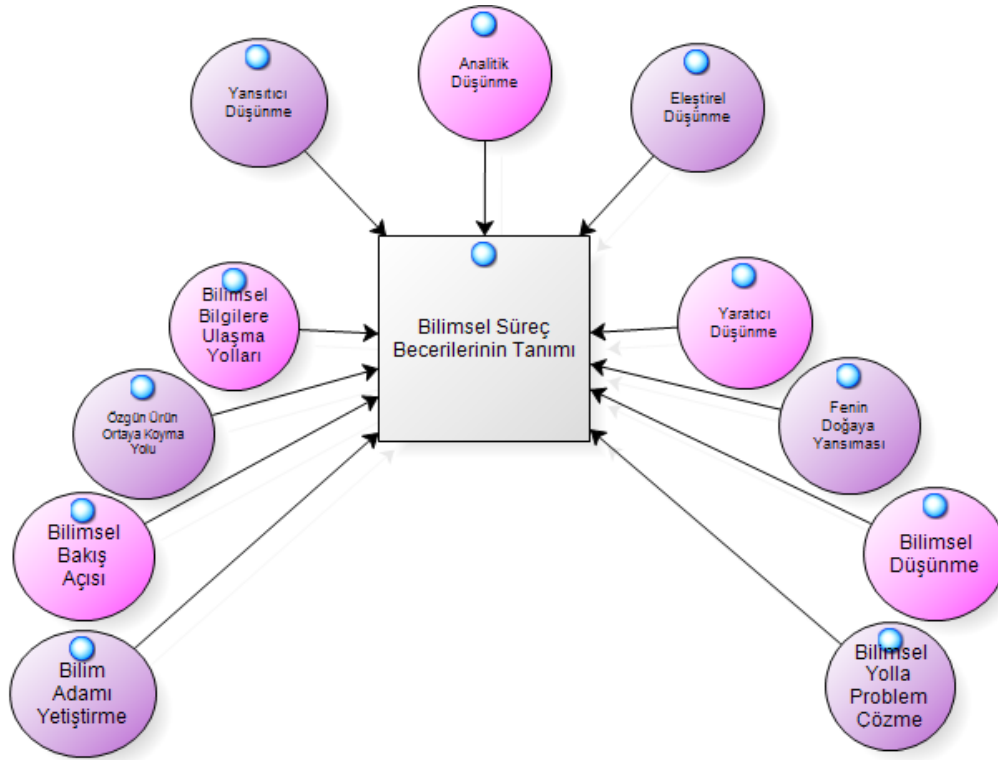 Yansıtıcı
Düşünme
Analitik
Düşünme
Eleştirel
Düşünme
Bilimsel
Bilgilere
Ulaşma
Yolları
Bilimsel Süreç
Becerilerinin Tanımı
Yaratıcı
Düşünme
Özgün Ürün
Ortaya Koyma
Yolu
Fenin
Doğaya
Yansıması
Bilimsel
Bakış
Açısı
Bilimsel
Düşünme
Bilim
Adamı
Yetiştirme
Bilimsel
Yolla
Problem
Çözme